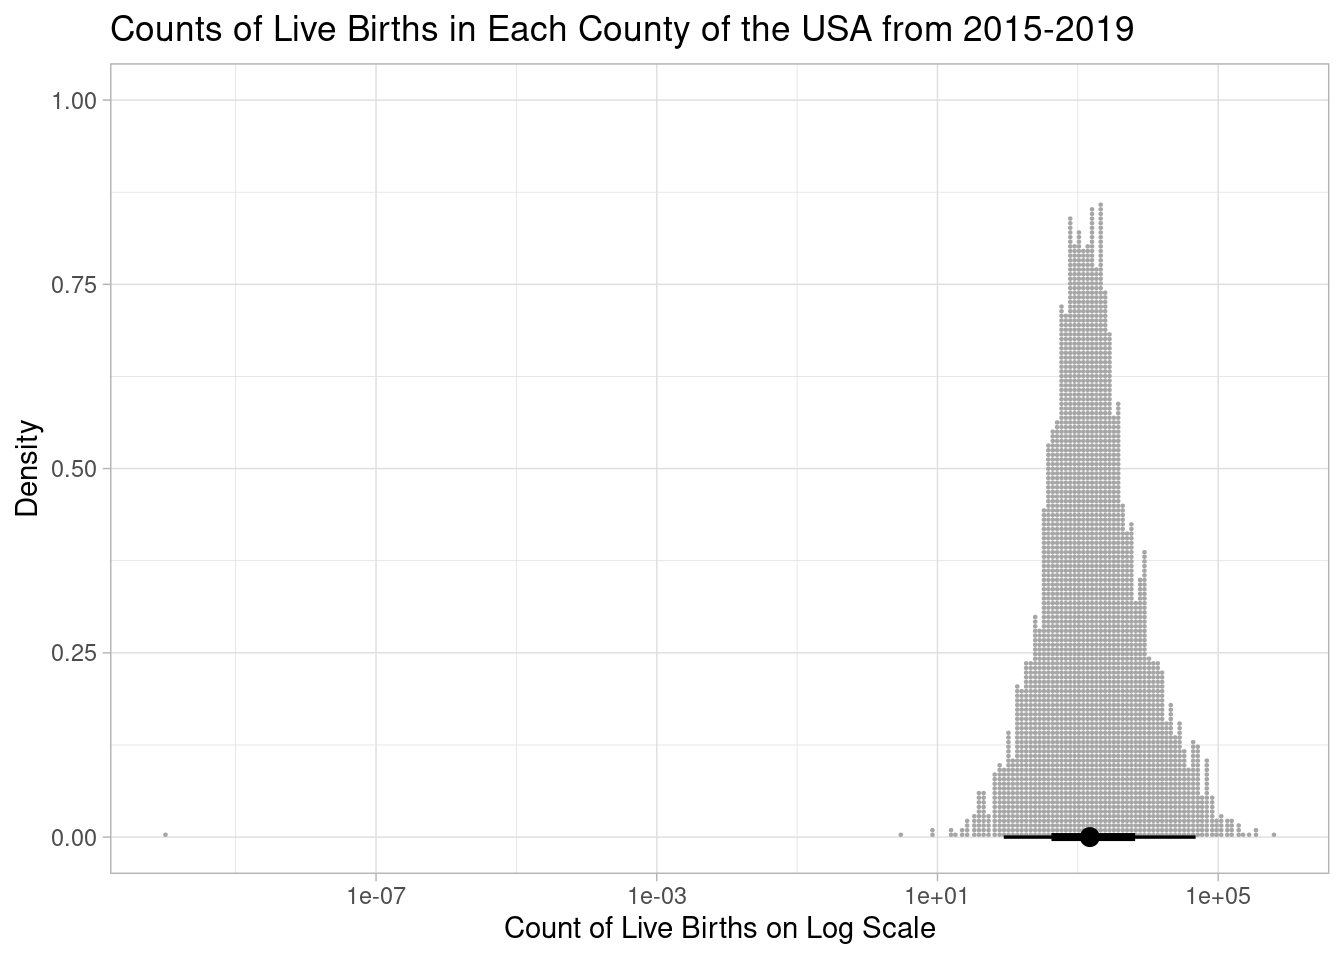 Counts of Live Births in Each County of the USA from 2015-2019
1.00
0.75
0.50
0.25
0.00
Density
1e-07 1e-03 1e+01 1e+05
Count of Live Births on Log Scale